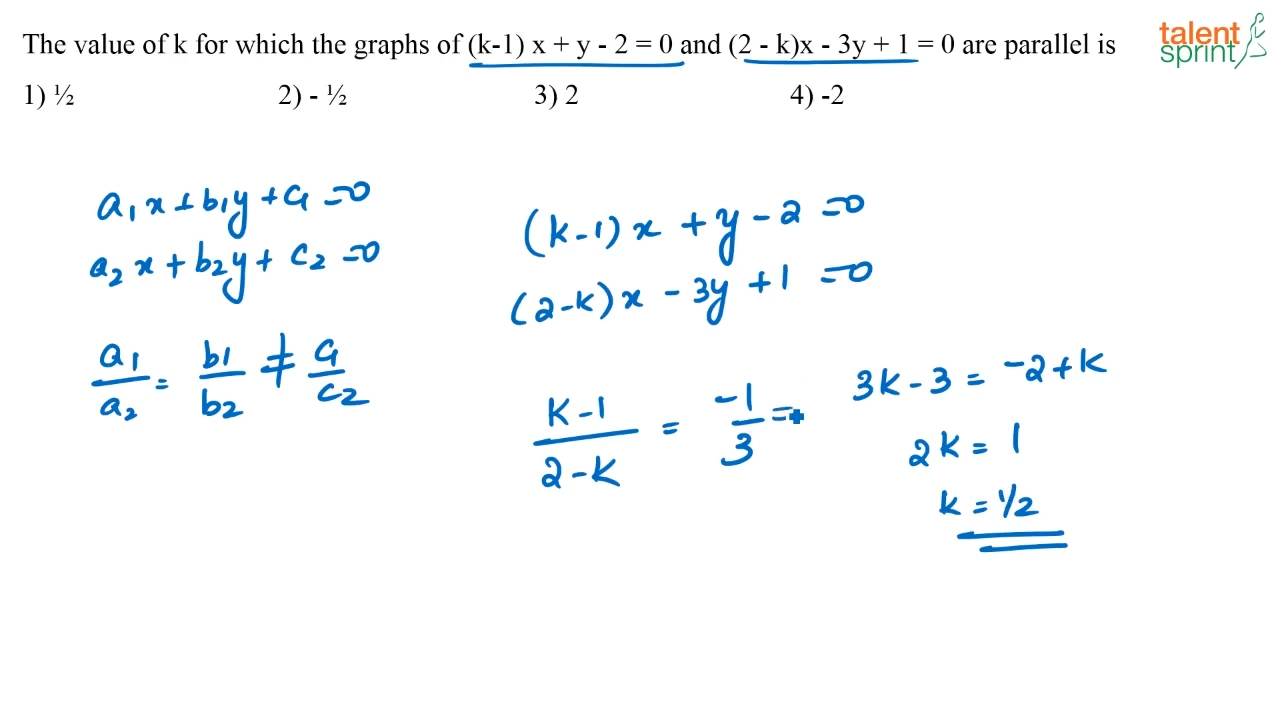 The value of k for which the graphs of (k-1) x + y - 2 = 0 and (2 - k)x - 3y + 1 = 0 are parallel is
talent
sprint
1) ½ 2) - ½ 3) 2 4) -2
a₁x + b₁y + c₁ = 0
a₂x + b₂y + c₂ = 0
a₁/a₂ = b₁/b₂ ≠ c₁/c₂
(k-1)x + y - 2 = 0
(2-k)x - 3y + 1 = 0
k-1/2-k = -1/3 =
3k - 3 = -2 + k
2k = 1
k = 1/2